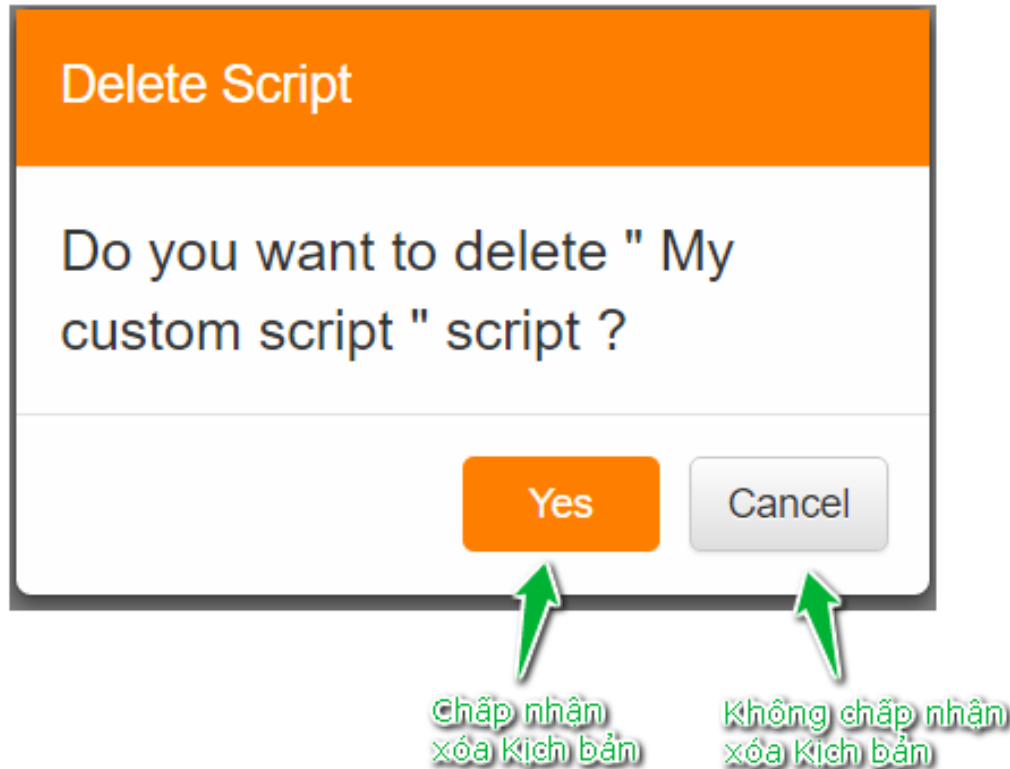 Delete Script
Do you want to delete " My
custom script " script ?
Yes
Cancel
Chấp nhận
xóa Kịch bản
Không chấp nhận
xóa Kịch bản